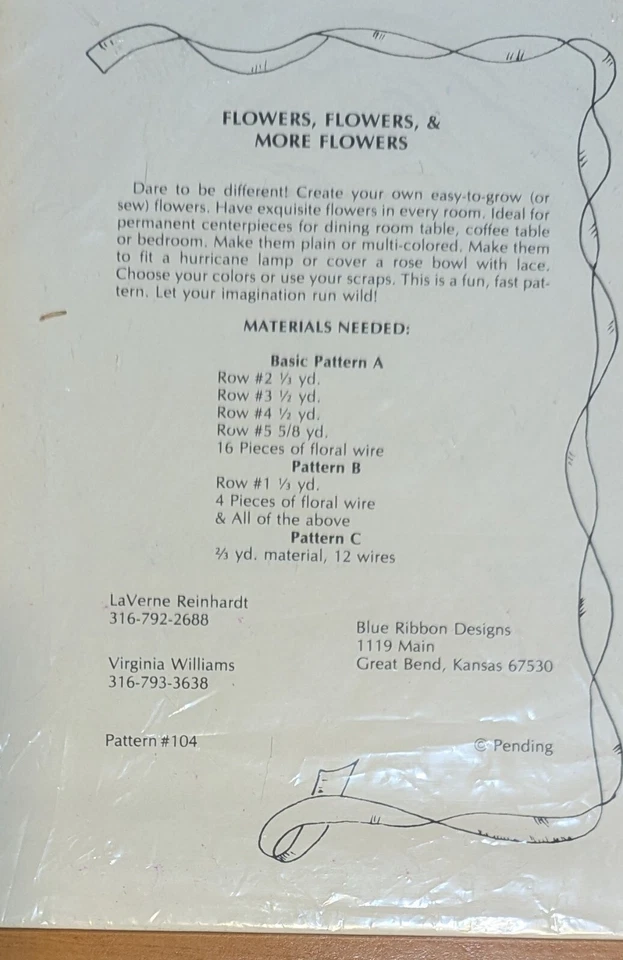 FLOWERS, FLOWERS, &
MORE FLOWERS
Dare to be different! Create your own easy-to-grow (or
sew) flowers. Have exquisite flowers in every room. Ideal for
permanent centerpieces for dining room table, coffee table
or bedroom. Make them plain or multi-colored. Make them
to fit a hurricane lamp or cover a rose bowl with lace.
Choose your colors or use your scraps. This is a fun, fast pat-
tern. Let your imagination run wild!
MATERIALS NEEDED:
Basic Pattern A
Row #2 ⅓ yd.
Row #3 ½ yd.
Row #4 ½ yd.
Row #5 5/8 yd.
16 Pieces of floral wire
Pattern B
Row #1 ⅓ yd.
4 Pieces of floral wire
& All of the above
Pattern C
⅔ yd. material, 12 wires
LaVerne Reinhardt
316-792-2688
Virginia Williams
316-793-3638
Blue Ribbon Designs
1119 Main
Great Bend, Kansas 67530
Pattern #104
© Pending